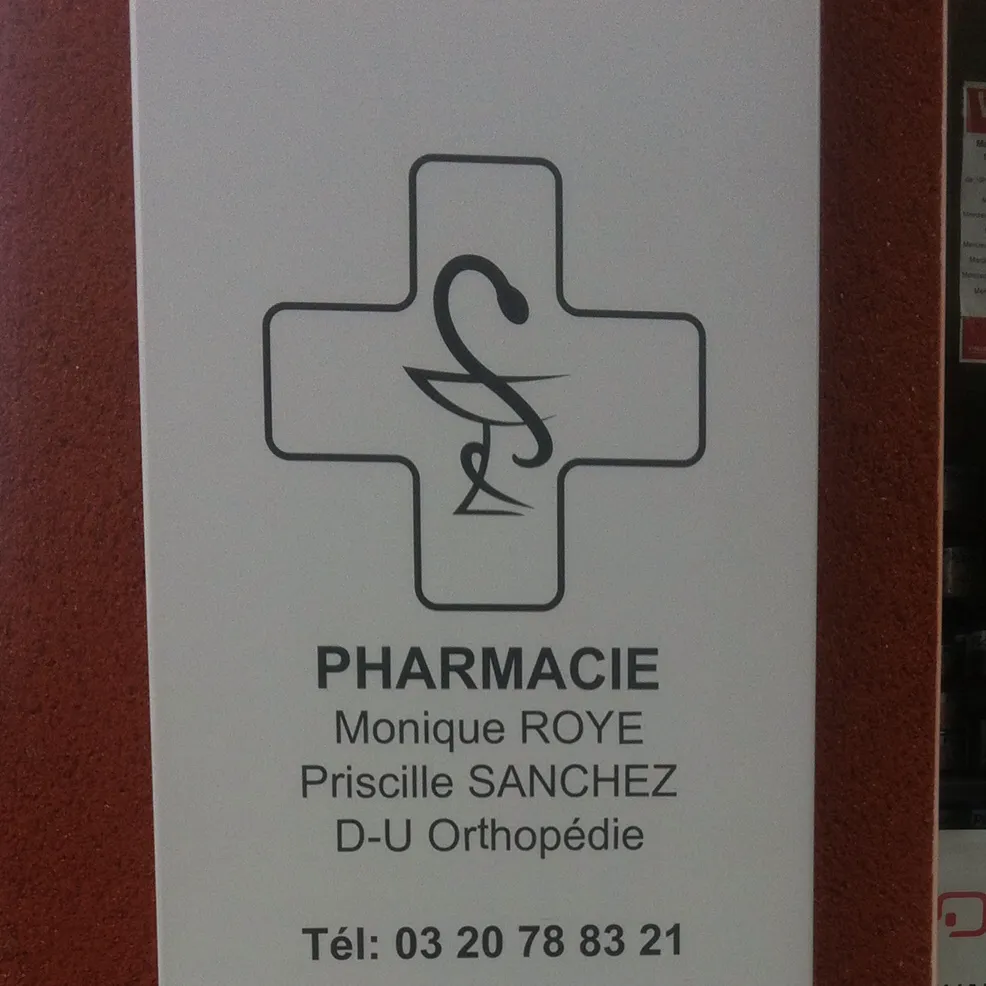 PHARMACIE
Monique ROYE
Priscille SANCHEZ
D-U Orthopédie
Tél: 03 20 78 83 21